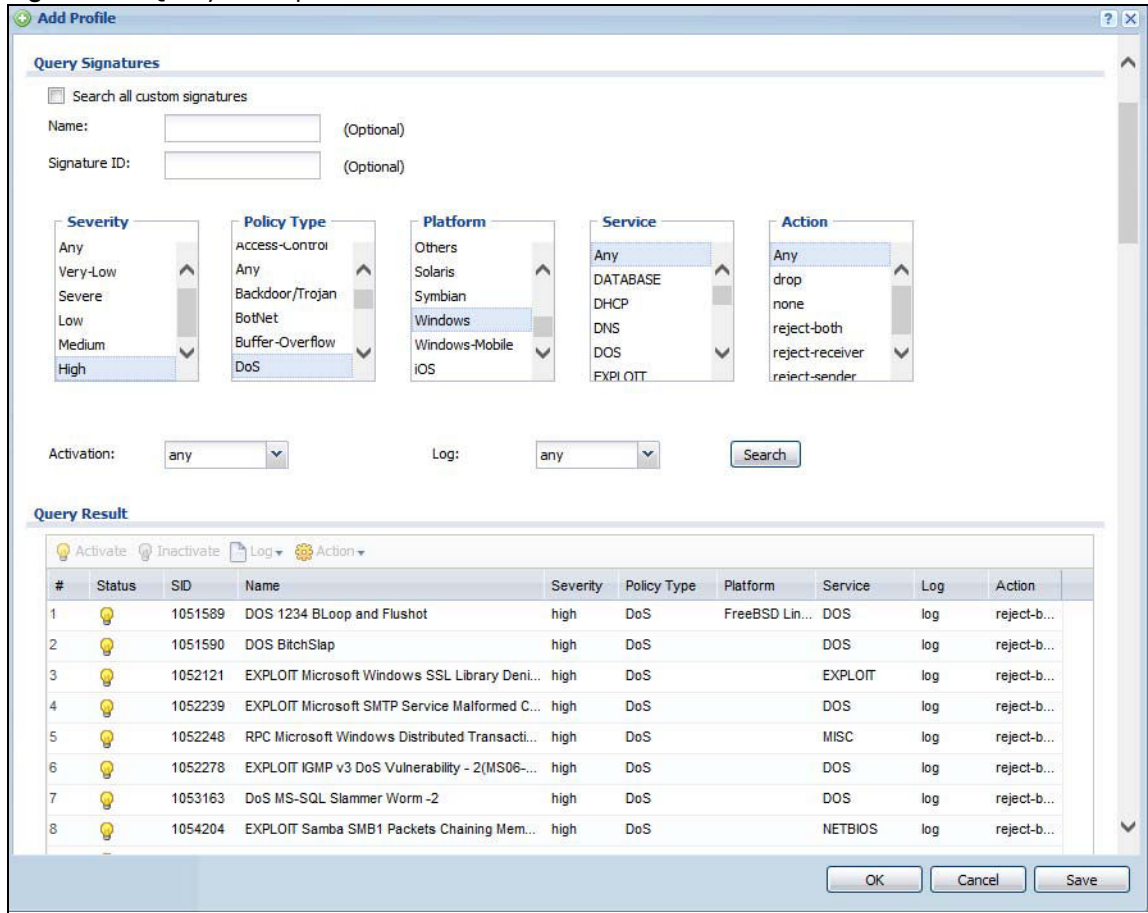 Add Profile
Query Signatures
Search all custom signatures
Name: (Optional)
Signature ID: (Optional)
Severity Policy Type Platform Service Action
Any Access-Control Others Any Any
Very-Low Any Solaris DATABASE drop
Severe Backdoor/Trojan Symbian DHCP none
Low BotNet Windows DNS reject-both
Medium Buffer-Overflow Windows-Mobile DOS reject-receiver
High DoS iOS EXPLOIT reject-sender
Activation: any Log: any Search
Query Result
Activate Inactivate Log Action
# Status SID Name Severity Policy Type Platform Service Log Action
1 1051589 DOS 1234 BLoop and Flushot high DoS FreeBSD Lin... DOS log reject-b...
2 1051590 DOS BitchSlap high DoS DOS log reject-b...
3 1052121 EXPLOIT Microsoft Windows SSL Library Deni... high DoS EXPLOIT log reject-b...
4 1052239 EXPLOIT Microsoft SMTP Service Malformed C... high DoS DOS log reject-b...
5 1052248 RPC Microsoft Windows Distributed Transacti... high DoS MISC log reject-b...
6 1052278 EXPLOIT IGMP v3 DoS Vulnerability - 2(MS06-... high DoS DOS log reject-b...
7 1053163 DoS MS-SQL Slammer Worm -2 high DoS DOS log reject-b...
8 1054204 EXPLOIT Samba SMB1 Packets Chaining Mem... high DoS NETBIOS log reject-b...
OK Cancel Save